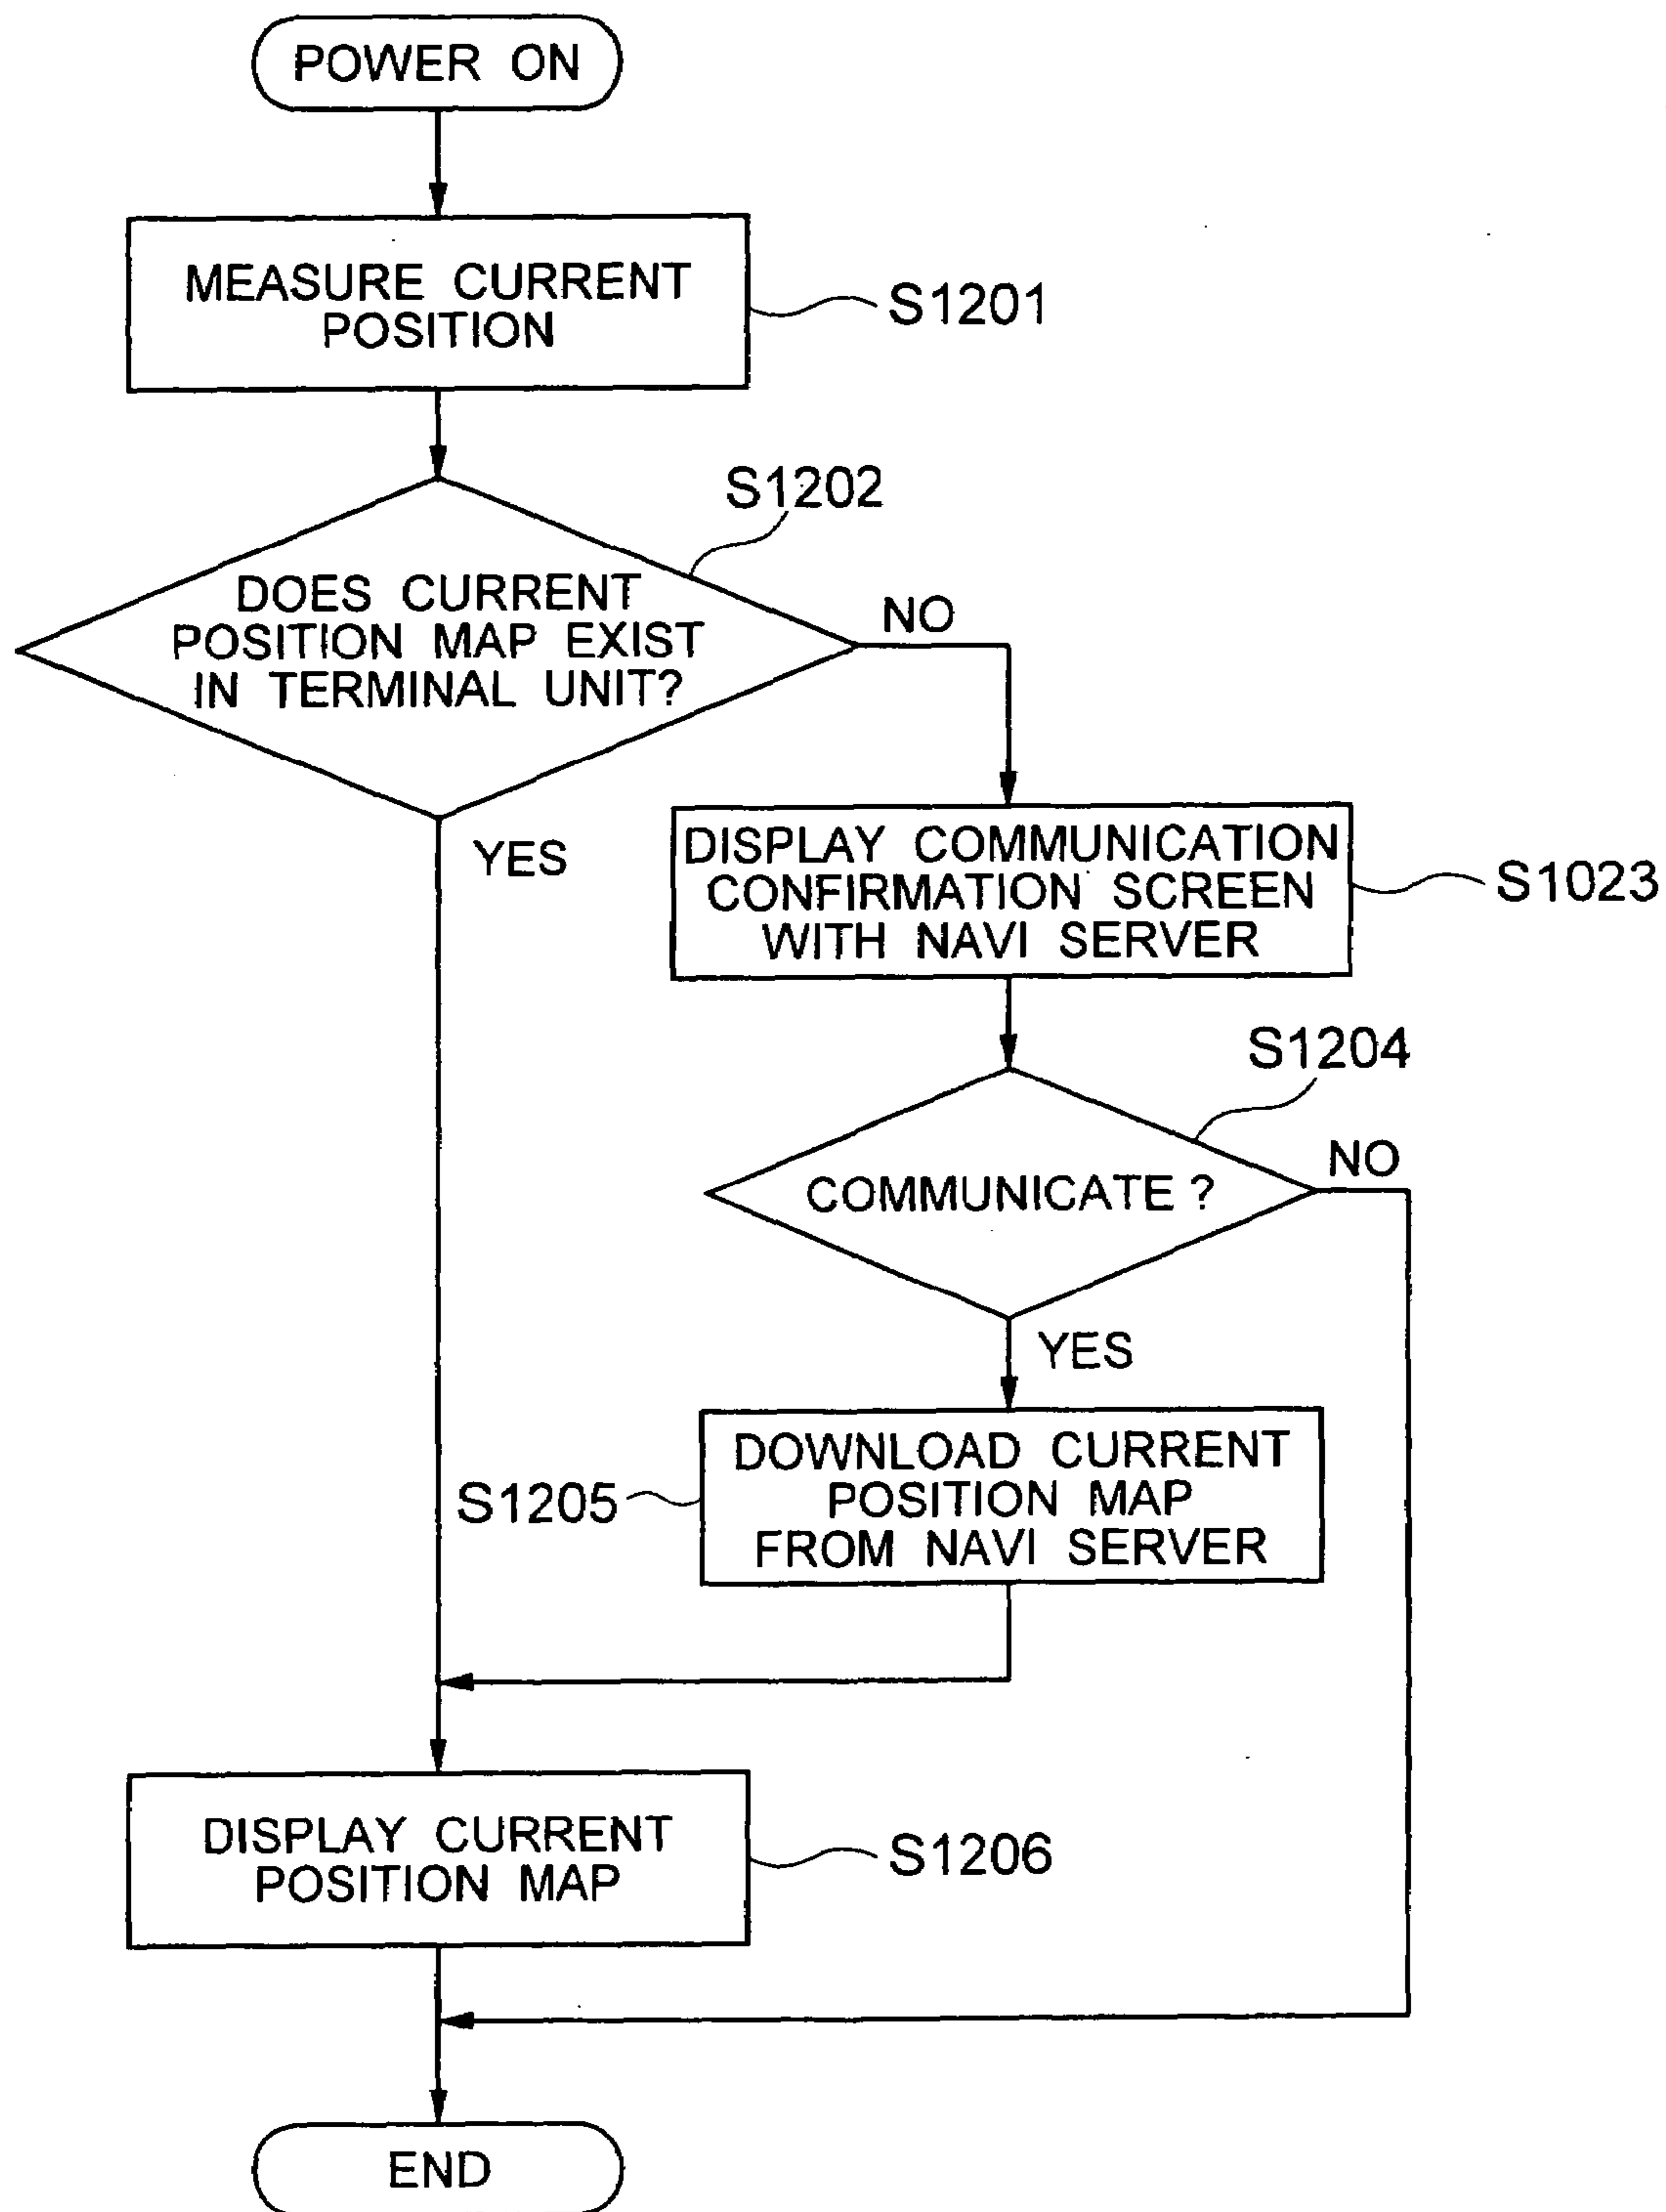 POWER ON
MEASURE CURRENT
POSITION
S1201
S1202
DOES CURRENT
POSITION MAP EXIST
IN TERMINAL UNIT?
NO
YES
DISPLAY COMMUNICATION
CONFIRMATION SCREEN
WITH NAVI SERVER
S1023
S1204
COMMUNICATE ?
NO
YES
DOWNLOAD CURRENT
POSITION MAP
FROM NAVI SERVER
S1205
DISPLAY CURRENT
POSITION MAP
S1206
END